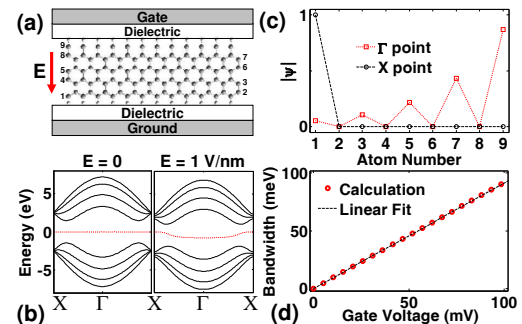 (a)
Gate
Dielectric
E
9
8
5
4
1
7
6
3
2
Dielectric
Ground
(b)
E = 0
E = 1 V/nm
Energy (eV)
5
0
-5
X
Γ
X
Γ
X
(c)
|ψ|
1
0
Γ point
X point
1 2 3 4 5 6 7 8 9
Atom Number
(d)
Bandwidth (meV)
100
50
0
Calculation
Linear Fit
0 50 100
Gate Voltage (mV)